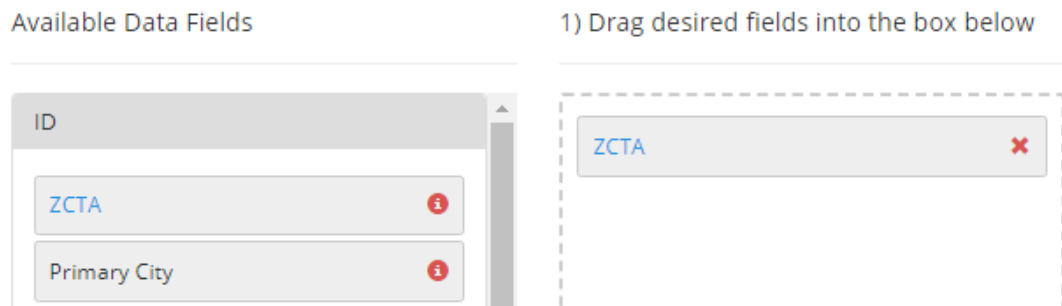 Available Data Fields
1) Drag desired fields into the box below
ID
ZCTA
Primary City
ZCTA